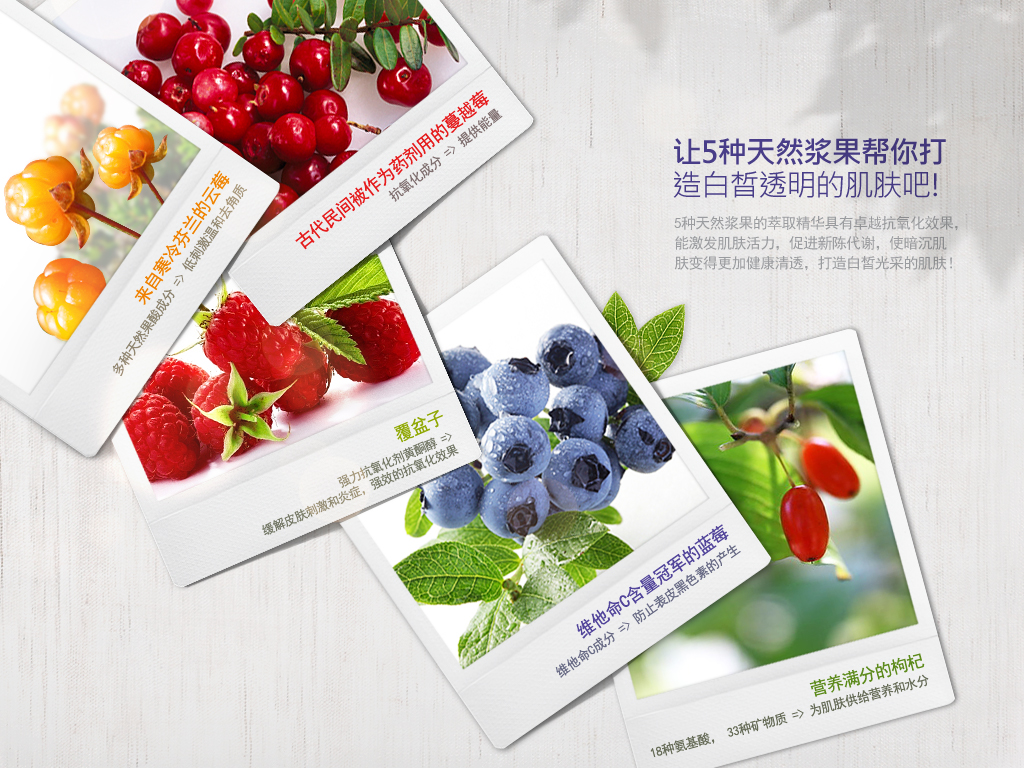 让5种天然浆果帮你打
造白皙透明的肌肤吧!
5种天然浆果的萃取精华具有卓越抗氧化效果，
能激发肌肤活力，促进新陈代谢，使暗沉肌
肤变得更加健康清透，打造白皙光采的肌肤！
古代民间被作为药剂用的蔓越莓
抗氧化成分 => 提供能量
来自寒冷芬兰的云莓
多种天然果酸成分 => 低刺激温和去角质
覆盆子
强力抗氧化剂黄酮醇 =>
缓解皮肤刺激和炎症，强效的抗氧化效果
维他命C含量冠军的蓝莓
维他命C成分 => 防止表皮黑色素的产生
营养满分的枸杞
18种氨基酸， 33种矿物质 => 为肌肤供给营养和水分